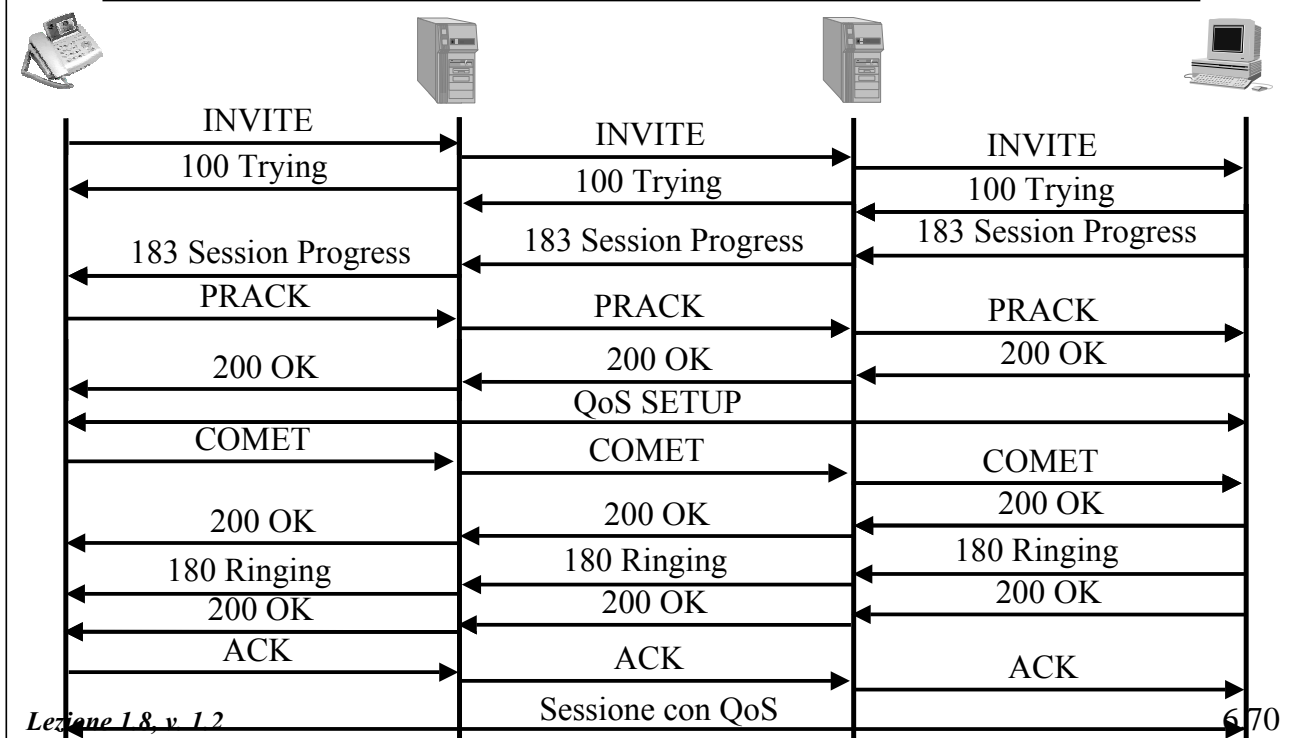 INVITE
INVITE
INVITE
100 Trying
100 Trying
100 Trying
183 Session Progress
183 Session Progress
183 Session Progress
PRACK
PRACK
PRACK
200 OK
200 OK
200 OK
QoS SETUP
COMET
COMET
COMET
200 OK
200 OK
200 OK
180 Ringing
180 Ringing
180 Ringing
200 OK
200 OK
200 OK
ACK
ACK
ACK
Sessione con QoS
Lezione 1.8, v. 1.2
6.70